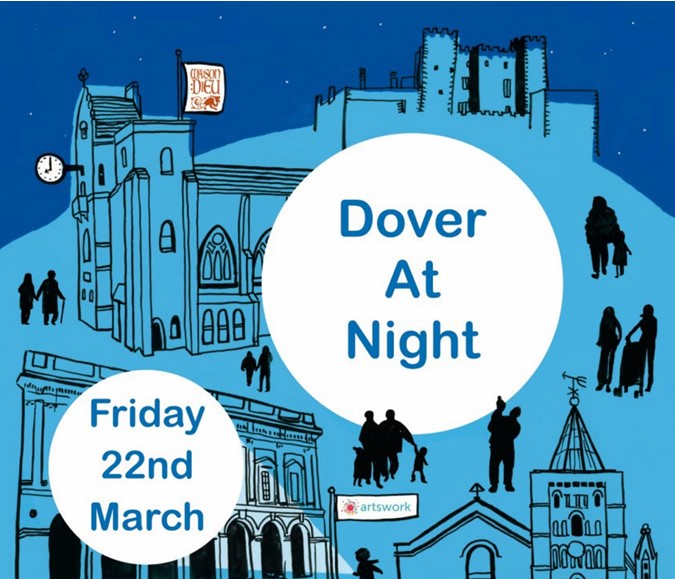 MAISON
DIEU
Dover
At
Night
Friday
22nd
March
artswork